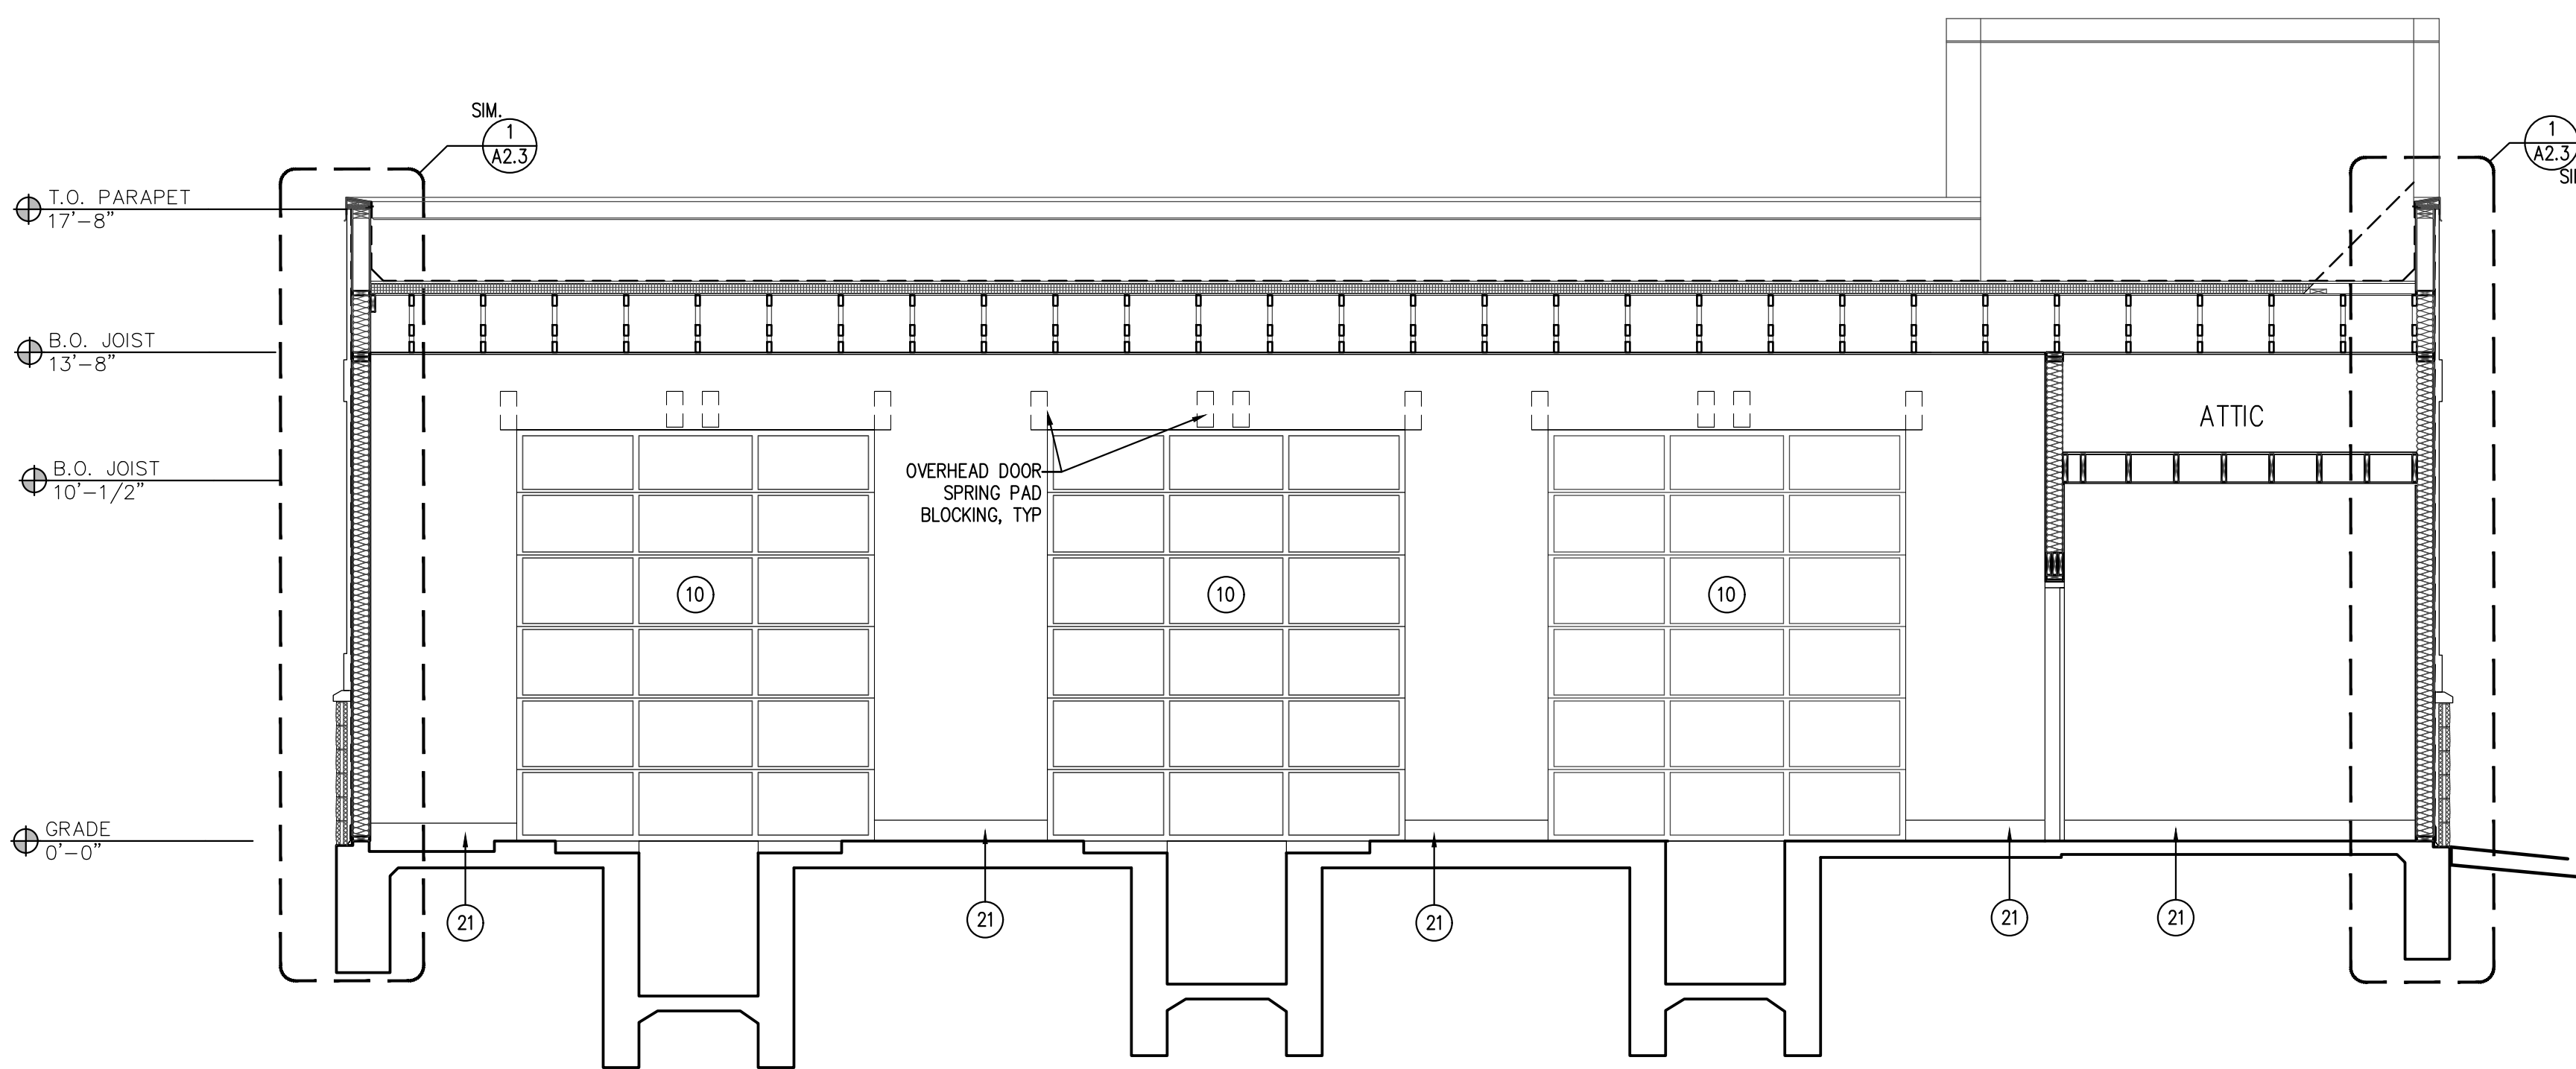 SIM.
1
A2.3
1
A2.3
SI
T.O. PARAPET
17'-8"
B.O. JOIST
13'-8"
ATTIC
B.O. JOIST
10'-1/2"
OVERHEAD DOOR
SPRING PAD
BLOCKING, TYP
10
10
10
GRADE
0'-0"
21
21
21
21
21